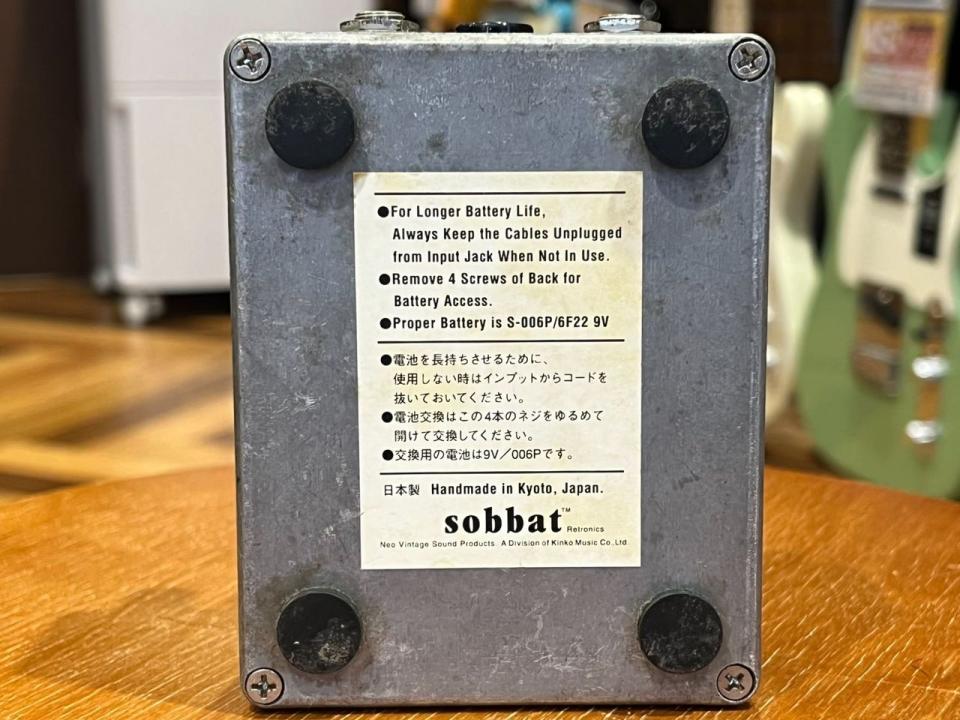 ●For Longer Battery Life,
Always Keep the Cables Unplugged
from Input Jack When Not In Use.
●Remove 4 Screws of Back for
Battery Access.
●Proper Battery is S-006P/6F22 9V
●電池を長持ちさせるために、
使用しない時はインプットからコードを
抜いておいてください。
●電池交換はこの4本のネジをゆるめて
開けて交換してください。
●交換用の電池は9V／006Pです。
日本製 Handmade in Kyoto, Japan.
sobbat™ Retronics
Neo Vintage Sound Products. A Division of Kinko Music Co.,Ltd.